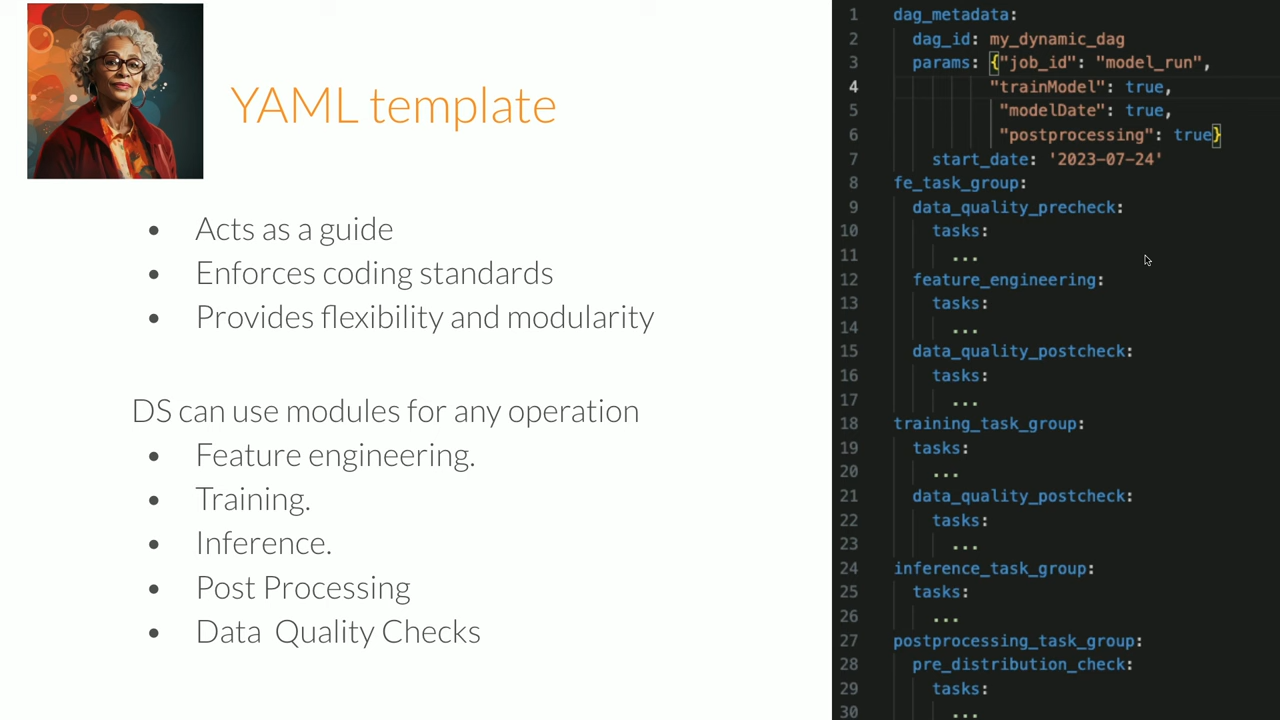 YAML template
• Acts as a guide
• Enforces coding standards
• Provides flexibility and modularity
DS can use modules for any operation
• Feature engineering.
• Training.
• Inference.
• Post Processing
• Data  Quality Checks
1 dag_metadata:
2 dag_id: my_dynamic_dag
3 params: {"job_id": "model_run",
4 "trainModel": true,
5 "modelDate": true,
6 "postprocessing": true}
7 start_date: '2023-07-24'
8 fe_task_group:
9 data_quality_precheck:
10 tasks:
11 ...
12 feature_engineering:
13 tasks:
14 ...
15 data_quality_postcheck:
16 tasks:
17 ...
18 training_task_group:
19 tasks:
20 ...
21 data_quality_postcheck:
22 tasks:
23 ...
24 inference_task_group:
25 tasks:
26 ...
27 postprocessing_task_group:
28 pre_distribution_check:
29 tasks:
30 ...